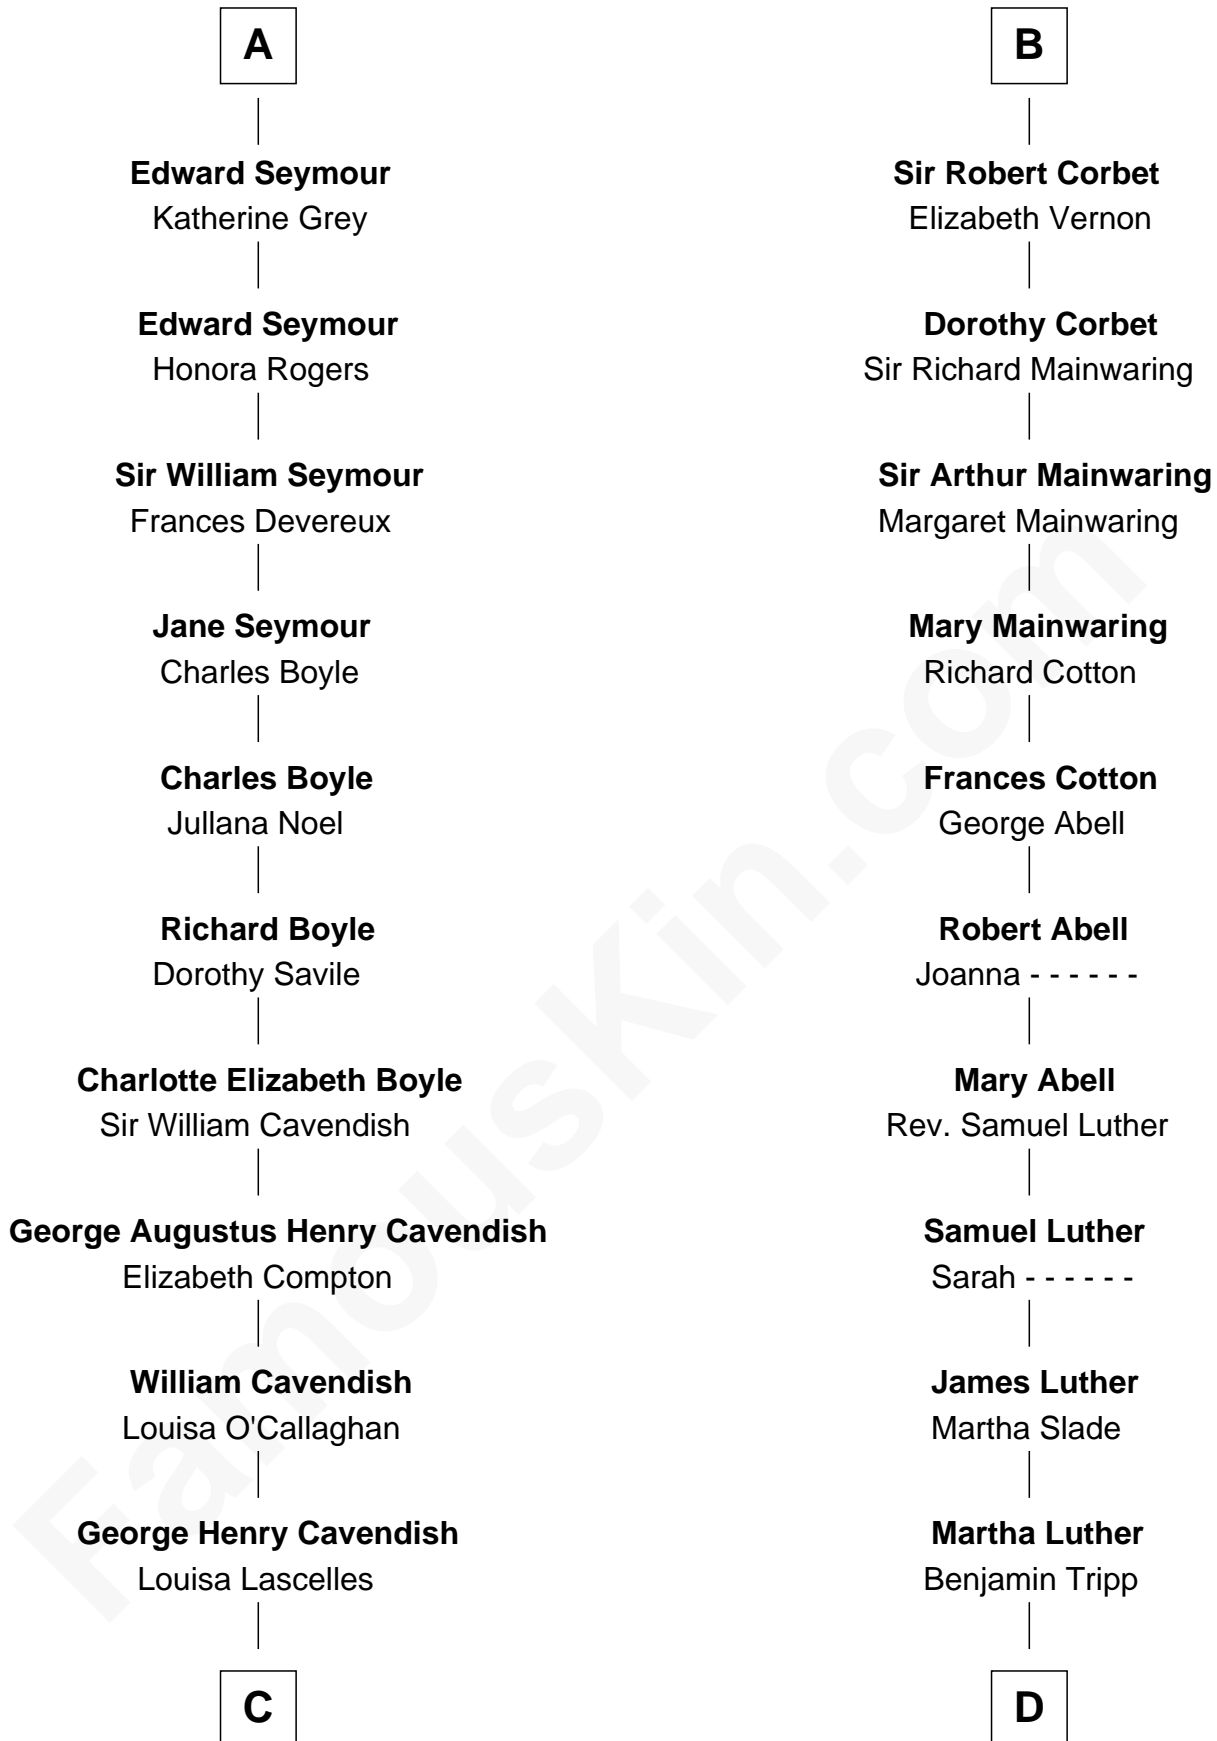 A
Edward Seymour
Katherine Grey
Edward Seymour
Honora Rogers
Sir William Seymour
Frances Devereux
Jane Seymour
Charles Boyle
Charles Boyle
Jullana Noel
Richard Boyle
Dorothy Savile
Charlotte Elizabeth Boyle
Sir William Cavendish
George Augustus Henry Cavendish
Elizabeth Compton
William Cavendish
Louisa O'Callaghan
George Henry Cavendish
Louisa Lascelles
C
B
Sir Robert Corbet
Elizabeth Vernon
Dorothy Corbet
Sir Richard Mainwaring
Sir Arthur Mainwaring
Margaret Mainwaring
Mary Mainwaring
Richard Cotton
Frances Cotton
George Abell
Robert Abell
Joanna - - - - - -
Mary Abell
Rev. Samuel Luther
Samuel Luther
Sarah - - - - - -
James Luther
Martha Slade
Martha Luther
Benjamin Tripp
D
FamousKin.com